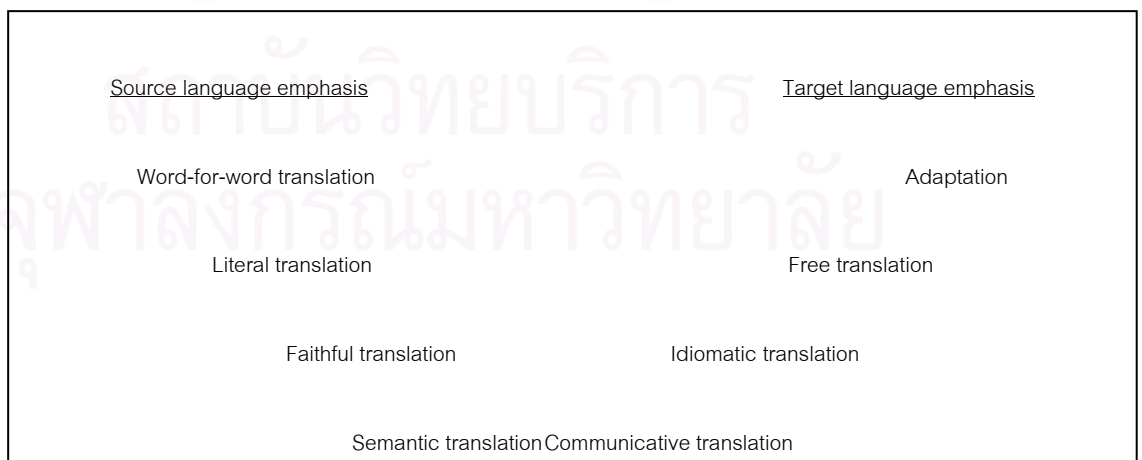 Source language emphasis Target language emphasis
สถาบันวิทยบริการ
Word-for-word translation Adaptation
จุฬาลงกรณ์มหาวิทยาลัย
Literal translation Free translation
Faithful translation Idiomatic translation
Semantic translation Communicative translation